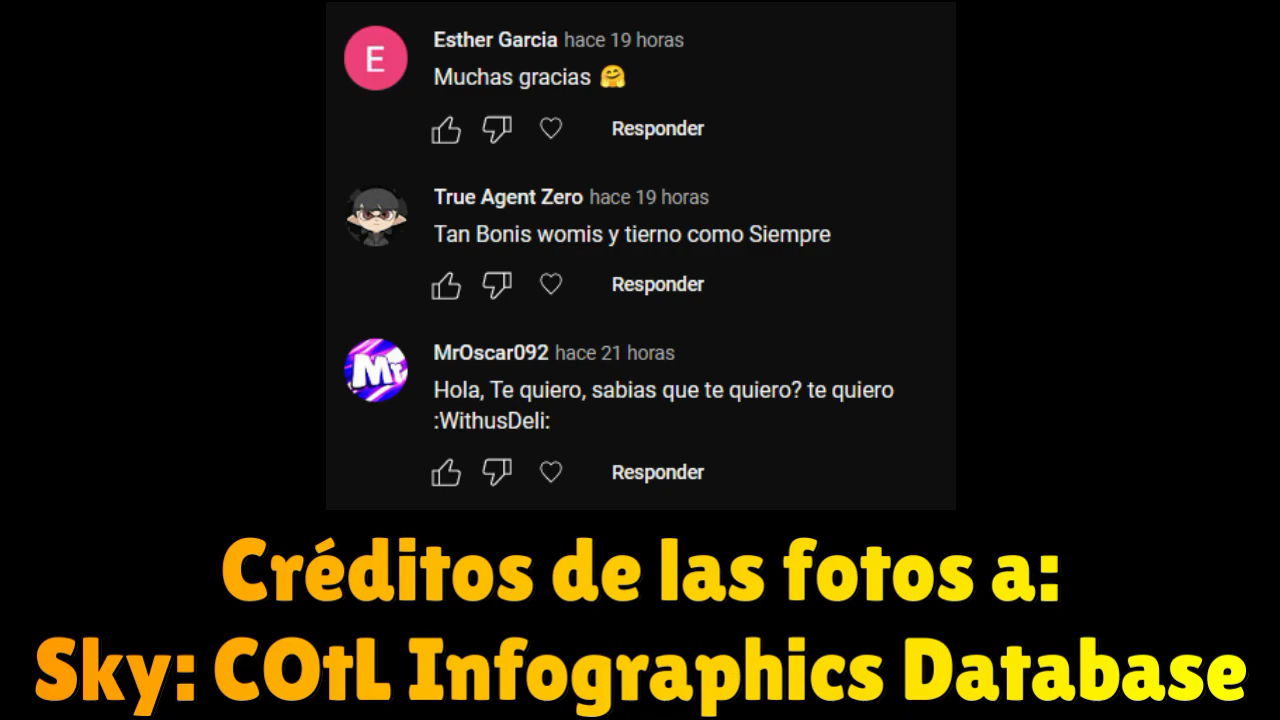 E
Esther Garcia hace 19 horas
Muchas gracias 🤗
Responder
True Agent Zero hace 19 horas
Tan Bonis womis y tierno como Siempre
Responder
Mr
MrOscar092 hace 21 horas
Hola, Te quiero, sabias que te quiero? te quiero
:WithusDeli:
Responder
Créditos de las fotos a:
Sky: COtL Infographics Database